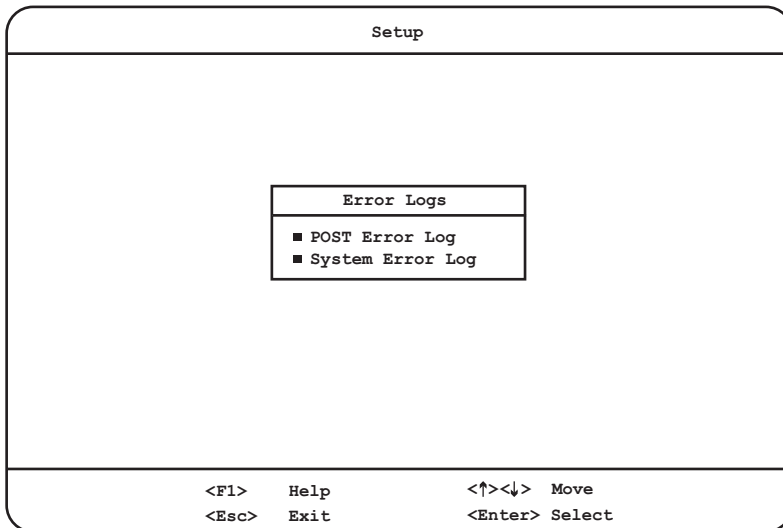 Setup
Error Logs
■ POST Error Log
■ System Error Log
<F1> Help <↑><↓> Move
<Esc> Exit <Enter> Select